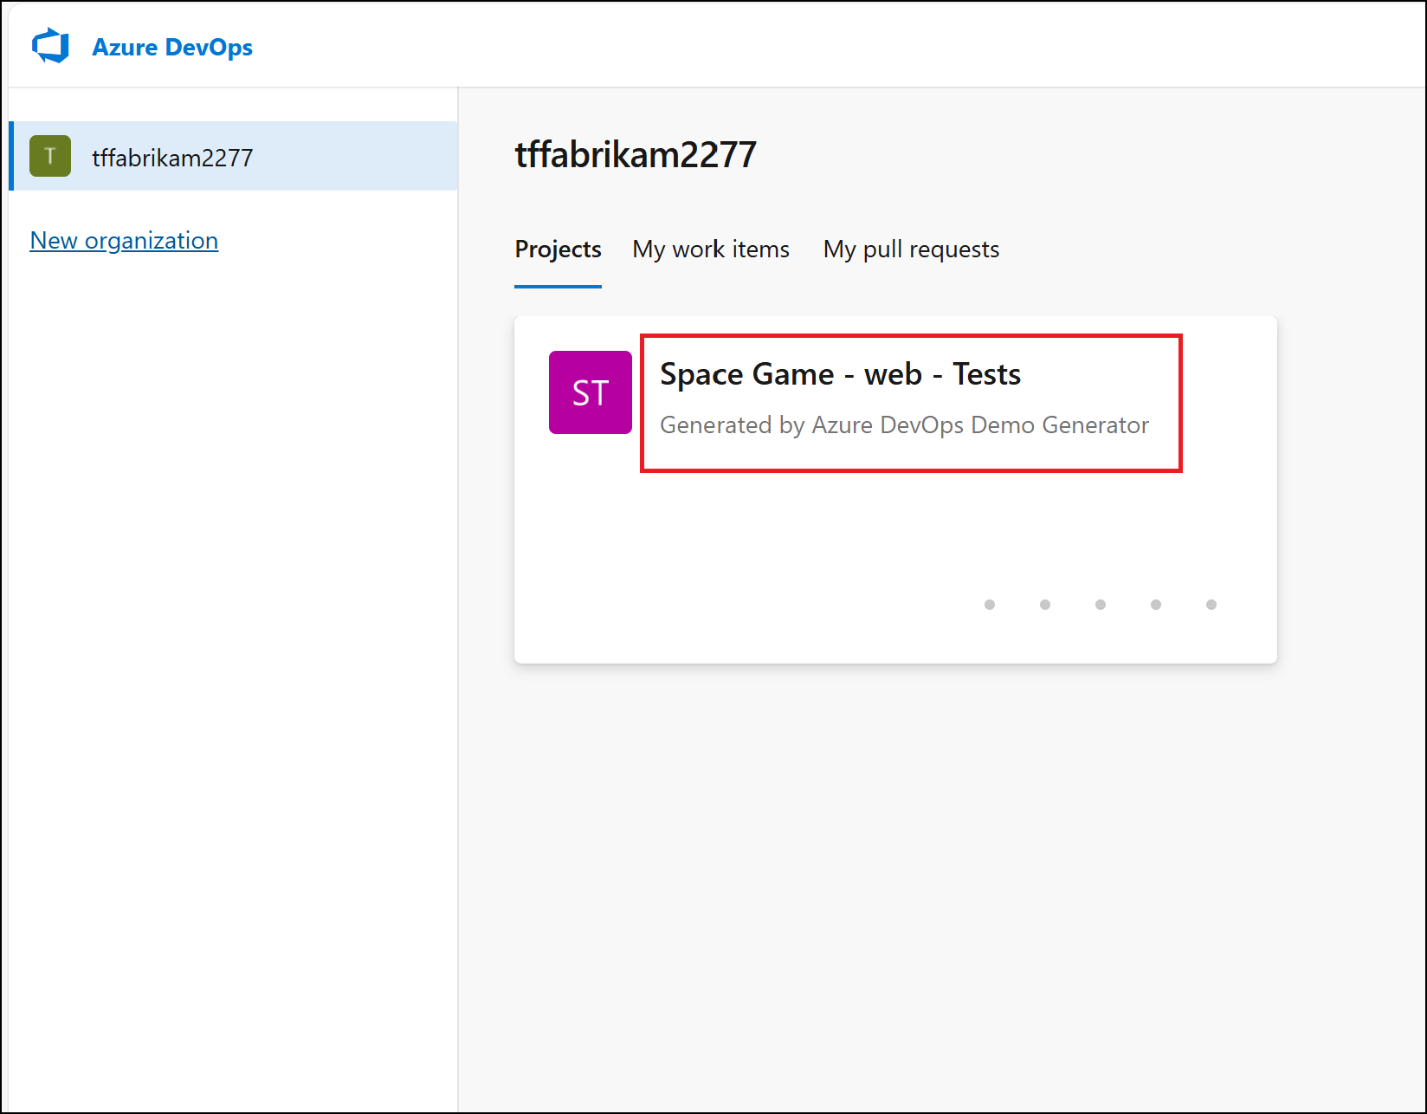 Azure DevOps
T
tffabrikam2277
New organization
tffabrikam2277
Projects
My work items
My pull requests
ST
Space Game - web - Tests
Generated by Azure DevOps Demo Generator